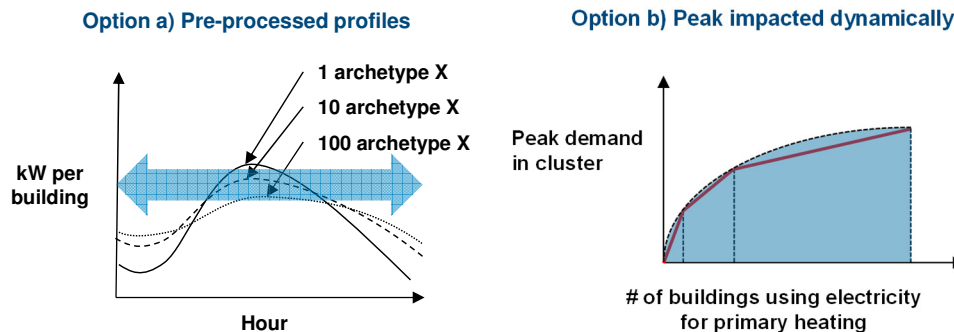 Option a) Pre-processed profiles
1 archetype X
10 archetype X
100 archetype X
kW per
building
Hour
Option b) Peak impacted dynamically
Peak demand
in cluster
# of buildings using electricity
for primary heating